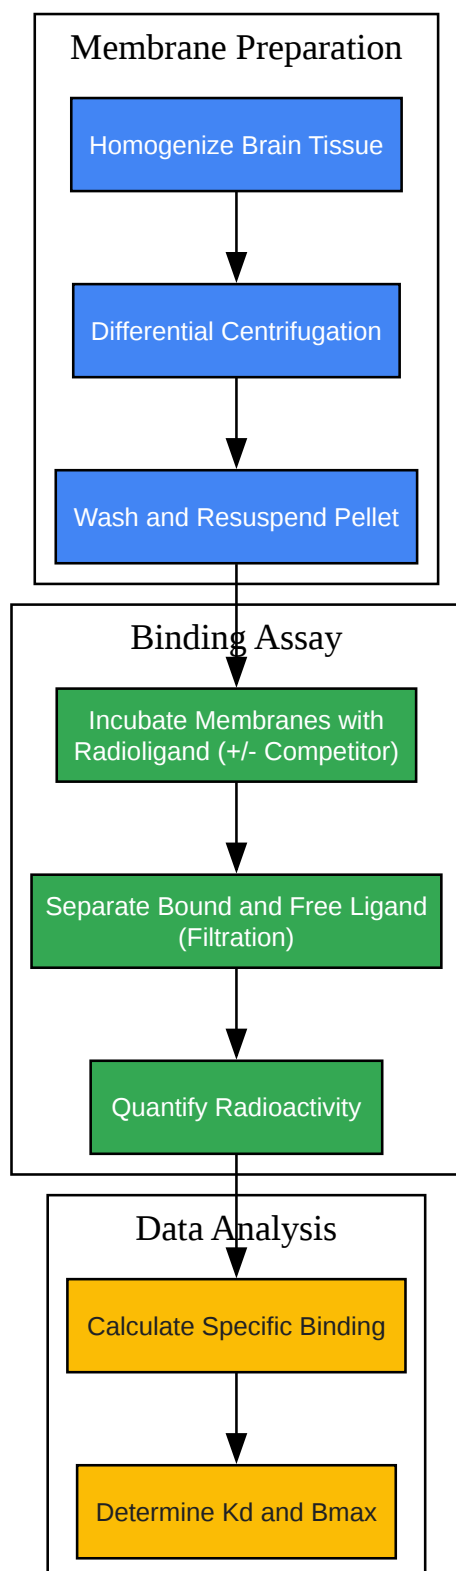 Membrane Preparation
Homogenize Brain Tissue
Differential Centrifugation
Wash and Resuspend Pellet
Binding Assay
Incubate Membranes with
Radioligand (+/- Competitor)
Separate Bound and Free Ligand
(Filtration)
Quantify Radioactivity
Data Analysis
Calculate Specific Binding
Determine Kd and Bmax